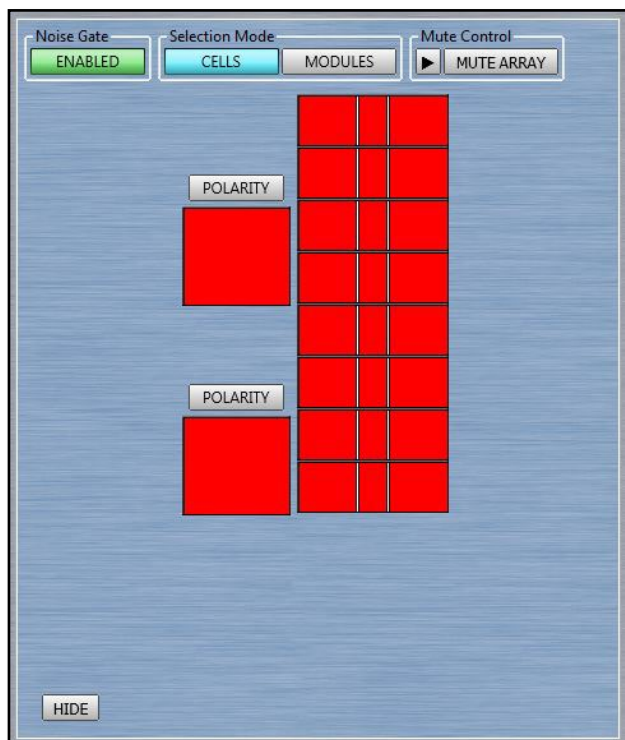 Noise Gate
ENABLED
Selection Mode
CELLS
MODULES
Mute Control
MUTE ARRAY
POLARITY
POLARITY
HIDE